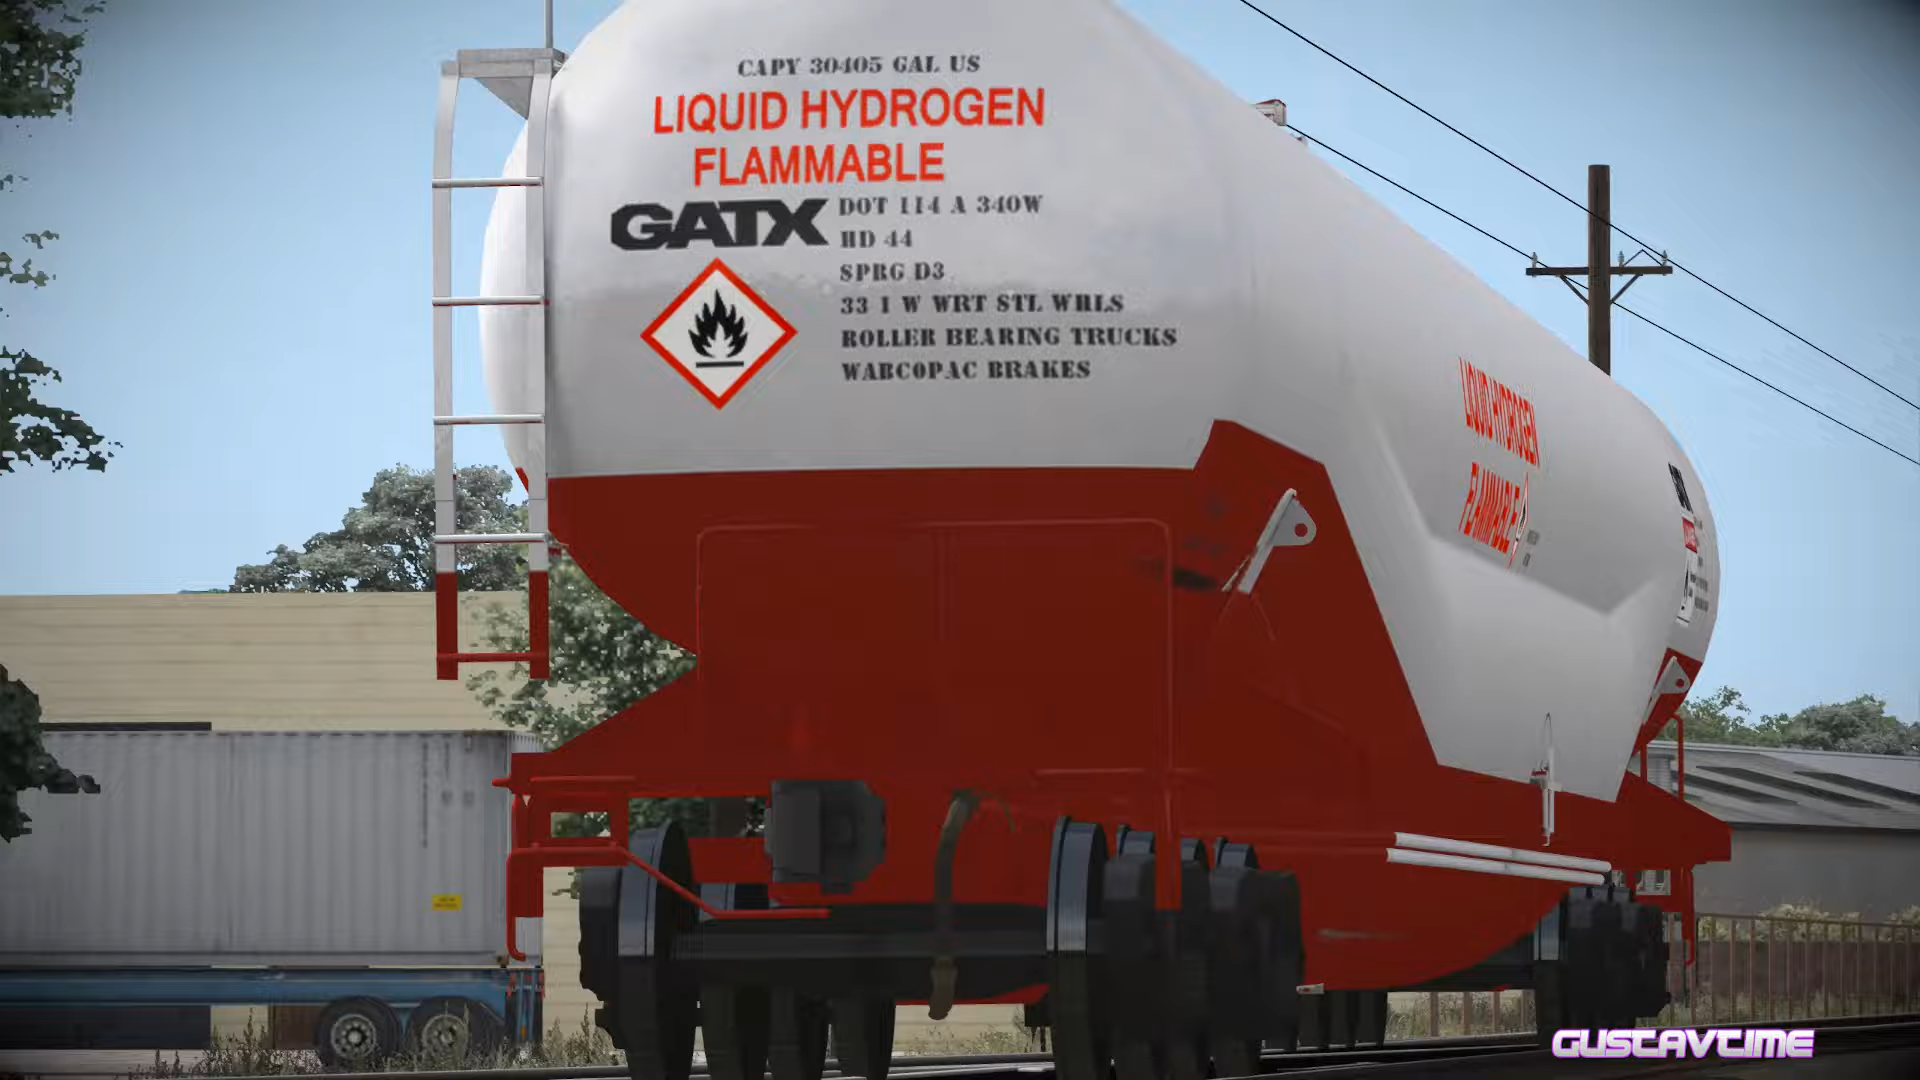 CAPY 30405 GAL US
LIQUID HYDROGEN
FLAMMABLE
GATX
DOT 114 A 340W
HD 44
SPRG D3
33 1 W WRT STL WHLS
ROLLER BEARING TRUCKS
WABCOPAC BRAKES
LIQUID HYDROGEN
FLAMMABLE
GUSTAVTIME